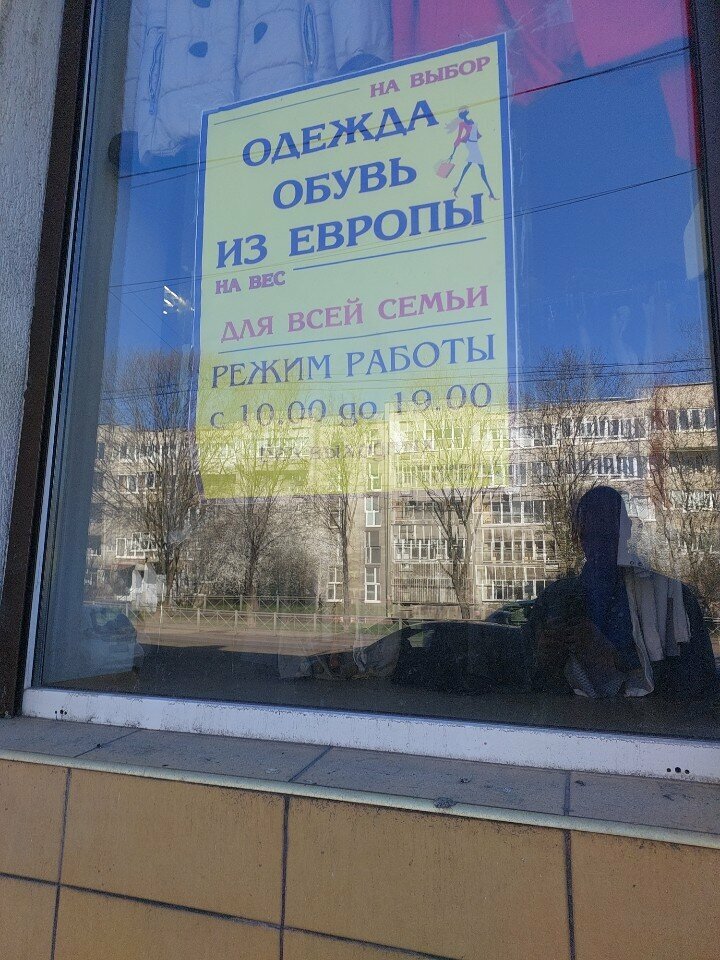 НА ВЫБОР
ОДЕЖДА
ОБУВЬ
ИЗ ЕВРОПЫ
НА ВЕС
ДЛЯ ВСЕЙ СЕМЬИ
РЕЖИМ РАБОТЫ
с 10.00 до 19.00